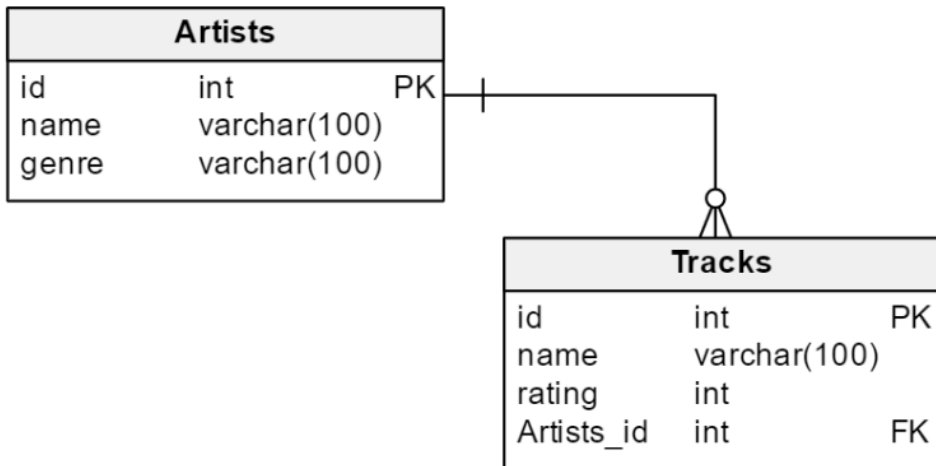 Artists
id int PK
name varchar(100)
genre varchar(100)
Tracks
id int PK
name varchar(100)
rating int
Artists_id int FK